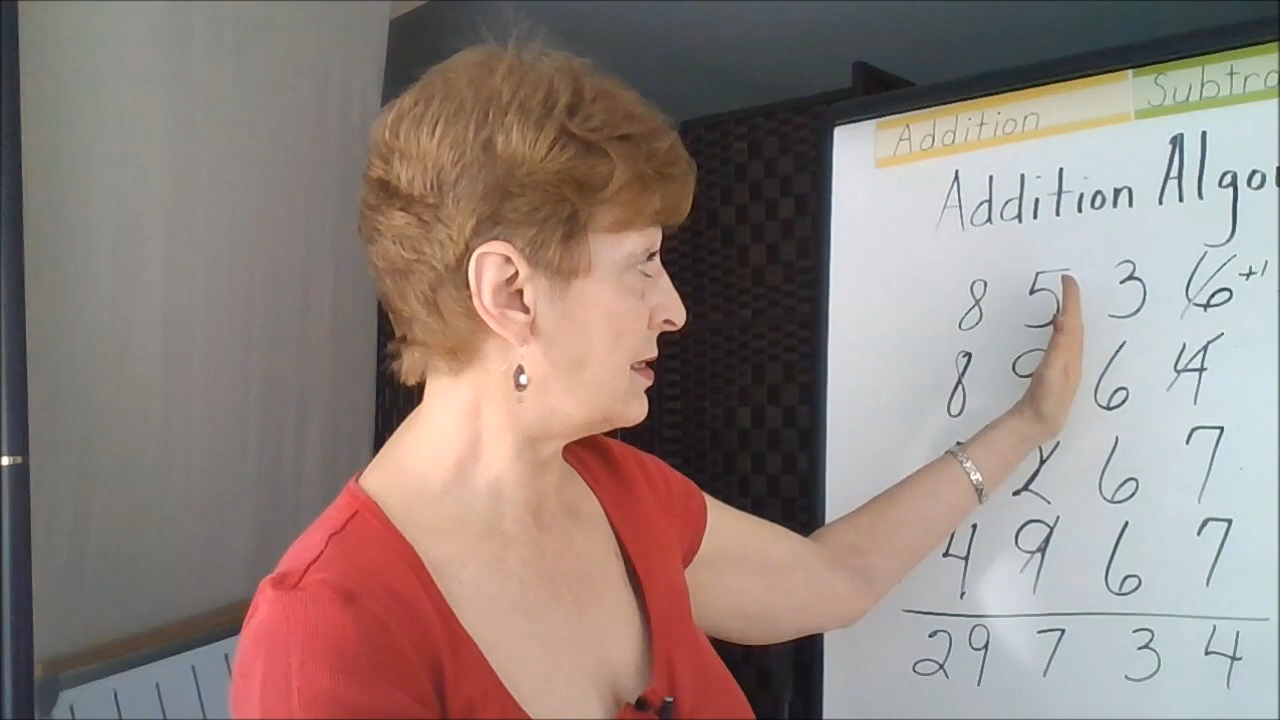 Addition Subtra
Addition Algo
8 5 3 6 +1
8 6 4
2 6 7
4 9 6 7
29 7 3 4